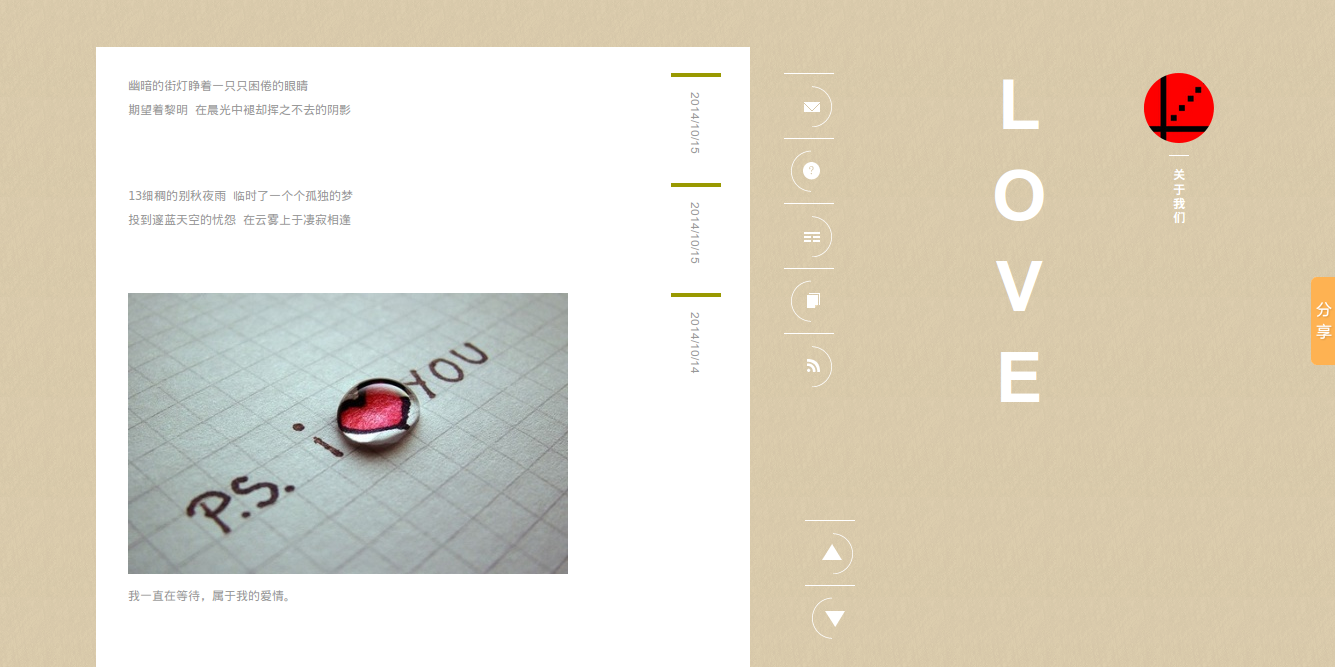 幽暗的街灯睁着一只只困倦的眼睛
期望着黎明 在晨光中褪却挥之不去的阴影
2014/10/15
13细稠的别秋夜雨 临时了一个个孤独的梦
投到邃蓝天空的忧怨 在云雾上于凄寂相逢
2014/10/15
P.S. i YOU
2014/10/14
我一直在等待，属于我的爱情。
?
L
O
V
E
关
于
我
们
分
享